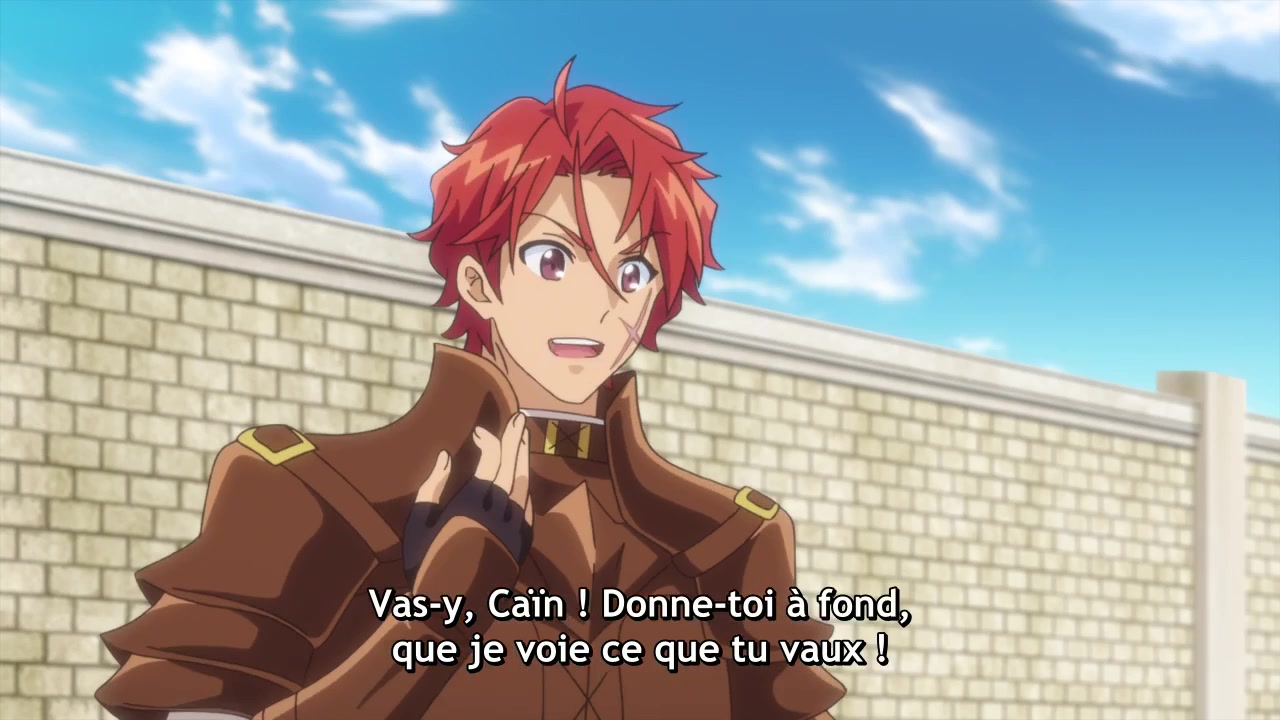 Vas-y, Caïn ! Donne-toi à fond,
que je voie ce que tu vaux !